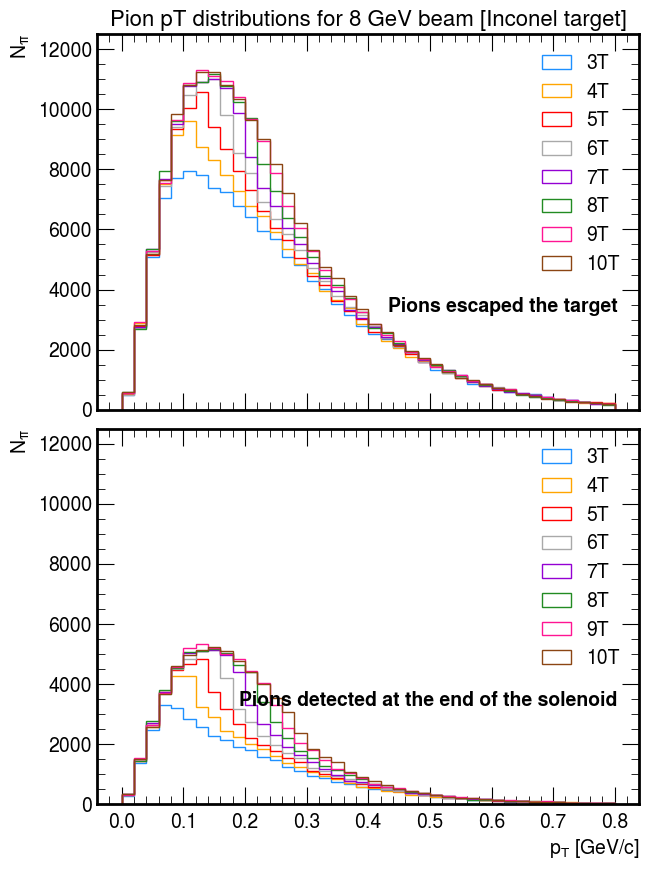 Pion pT distributions for 8 GeV beam [Inconel target]
Nπ
12000
10000
8000
6000
4000
2000
0
3T
4T
5T
6T
7T
8T
9T
10T
Pions escaped the target
Nπ
12000
10000
8000
6000
4000
2000
0
3T
4T
5T
6T
7T
8T
9T
10T
Pions detected at the end of the solenoid
0.0 0.1 0.2 0.3 0.4 0.5 0.6 0.7 0.8
pT [GeV/c]